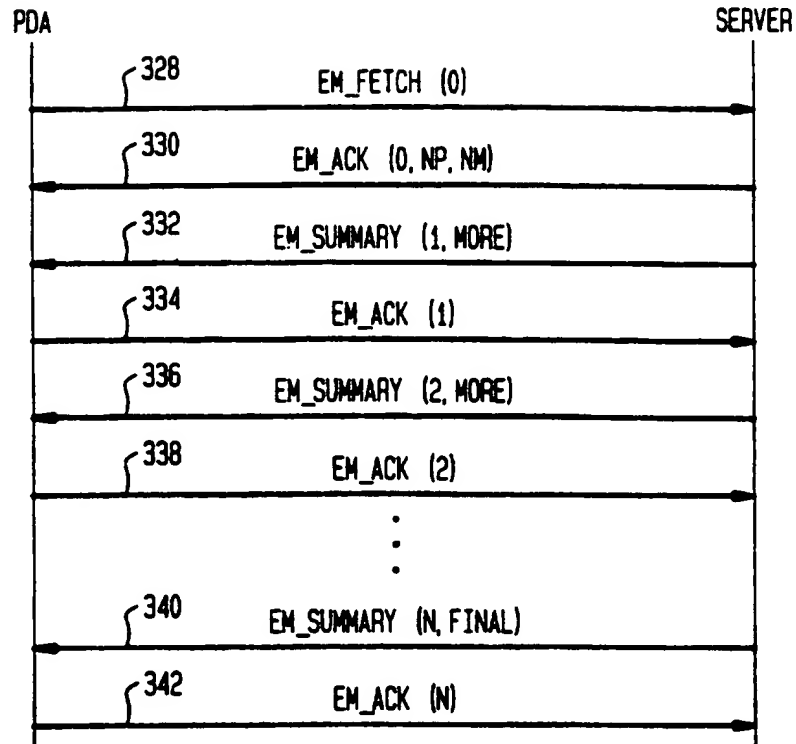 PDA SERVER
328 EM_FETCH (0)
330 EM_ACK (0, NP, NM)
332 EM_SUMMARY (1, MORE)
334 EM_ACK (1)
336 EM_SUMMARY (2, MORE)
338 EM_ACK (2)
340 EM_SUMMARY (N, FINAL)
342 EM_ACK (N)